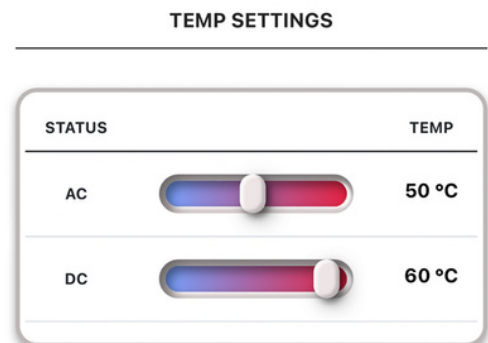 TEMP SETTINGS
STATUS TEMP
AC 50 °C
DC 60 °C